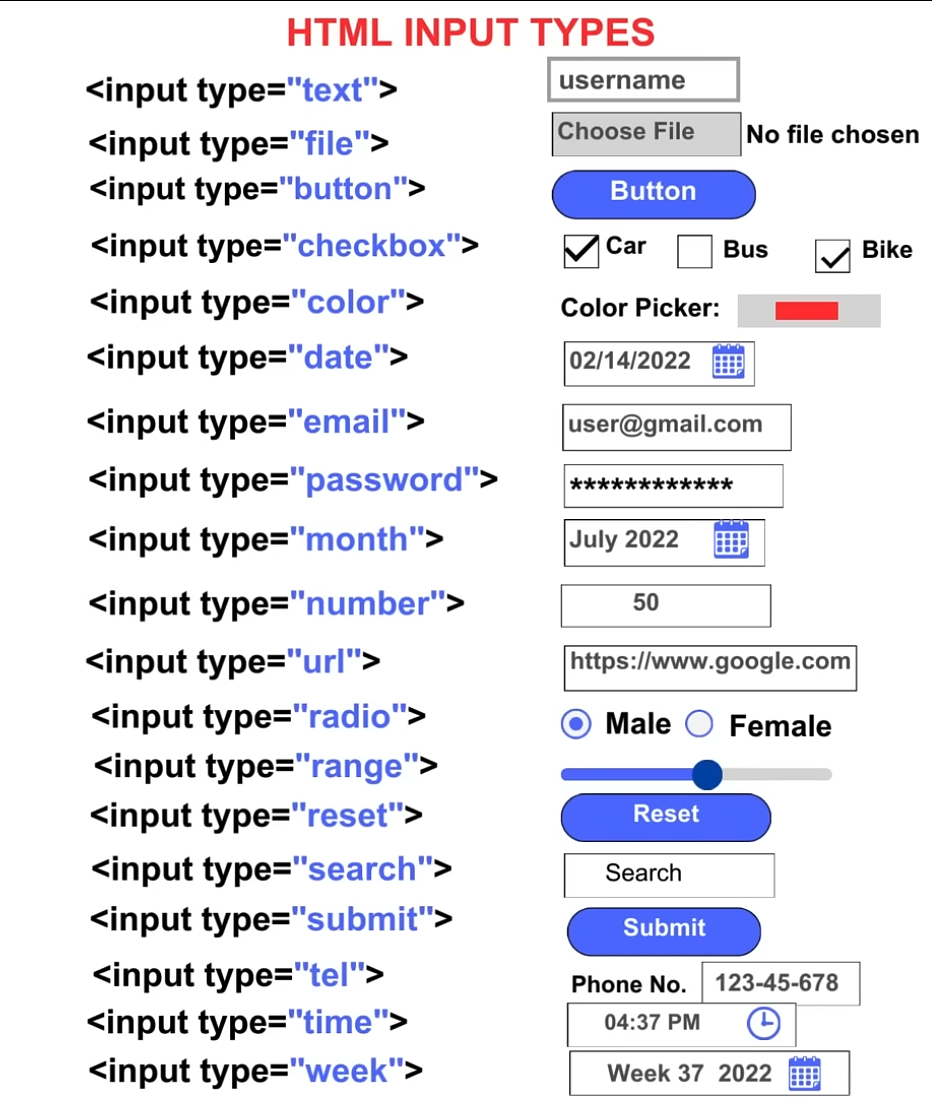 HTML INPUT TYPES
<input type="text"> username
<input type="file"> Choose File No file chosen
<input type="button"> Button
<input type="checkbox"> Car Bus Bike
<input type="color"> Color Picker:
<input type="date"> 02/14/2022
<input type="email"> user@gmail.com
<input type="password"> ************
<input type="month"> July 2022
<input type="number"> 50
<input type="url"> https://www.google.com
<input type="radio"> Male Female
<input type="range">
<input type="reset"> Reset
<input type="search"> Search
<input type="submit"> Submit
<input type="tel"> Phone No. 123-45-678
<input type="time"> 04:37 PM
<input type="week"> Week 37 2022